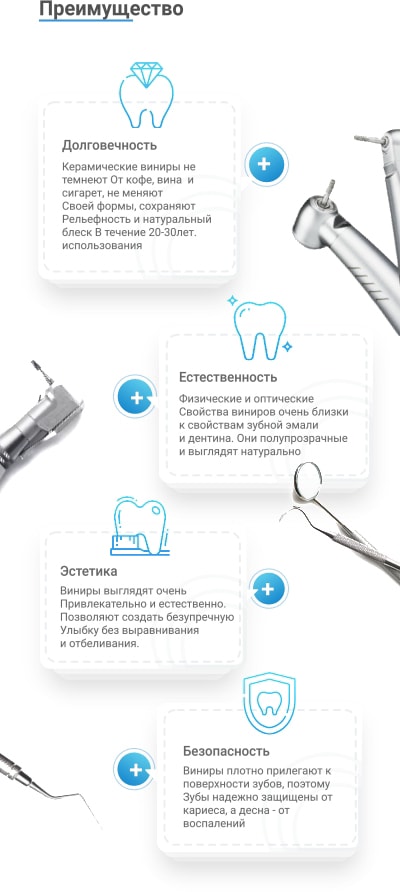 Преимущество
Долговечность
Керамические виниры не
темнеют От кофе, вина и
сигарет, не меняют
Своей формы, сохраняют
Рельефность и натуральный
блеск В течение 20-30лет.
использования
Естественность
Физические и оптические
Свойства виниров очень близки
к свойствам зубной эмали
и дентина. Они полупрозрачные
и выглядят натурально
Эстетика
Виниры выглядят очень
Привлекательно и естественно.
Позволяют создать безупречную
Улыбку без выравнивания
и отбеливания.
Безопасность
Виниры плотно прилегают к
поверхности зубов, поэтому
Зубы надежно защищены от
кариеса, а десна - от
воспалений